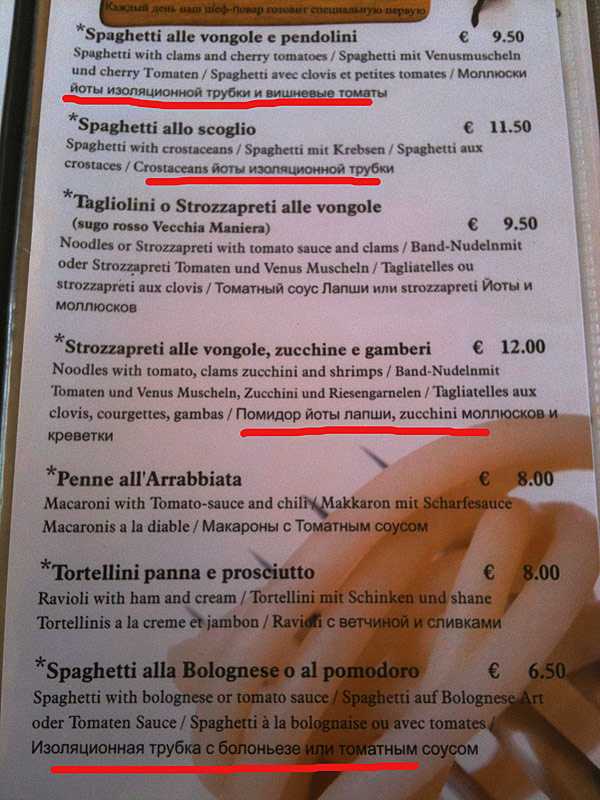 Каждый день наш шеф-повар готовит специальную первую
*Spaghetti alle vongole e pendolini € 9.50
Spaghetti with clams and cherry tomatoes / Spaghetti mit Venusmuscheln
und cherry Tomaten / Spaghetti avec clovis et petites tomates / Моллюски
йоты изоляционной трубки и вишневые томаты
*Spaghetti allo scoglio € 11.50
Spaghetti with crostaceans / Spaghetti mit Krebsen / Spaghetti aux
crostaces / Crostaceans йоты изоляционной трубки
*Tagliolini o Strozzapreti alle vongole
(sugo rosso Vecchia Maniera) € 9.50
Noodles or Strozzapreti with tomato sauce and clams / Band-Nudelnmit
oder Strozzapreti Tomaten und Venus Muscheln / Tagliatelles ou
strozzapreti aux clovis / Томатный соус Лапши или strozzapreti Йоты и
моллюсков
*Strozzapreti alle vongole, zucchine e gamberi € 12.00
Noodles with tomato, clams zucchini and shrimps / Band-Nudelnmit
Tomaten und Venus Muscheln, Zucchini und Riesengarnelen / Tagliatelles aux
clovis, courgettes, gambas / Помидор йоты лапши, zucchini моллюсков и
креветки
*Penne all'Arrabbiata € 8.00
Macaroni with Tomato-sauce and chili / Makkaron mit Scharfesauce
Macaronis a la diable / Макароны с Томатным соусом
*Tortellini panna e prosciutto € 8.00
Ravioli with ham and cream / Tortellini mit Schinken und shane
Tortellinis a la creme et jambon / Ravioli с ветчиной и сливками
*Spaghetti alla Bolognese o al pomodoro € 6.50
Spaghetti with bolognese or tomato sauce / Spaghetti auf Bolognese Art
oder Tomaten Sauce / Spaghetti à la bolognaise ou avec tomates /
Изоляционная трубка с болоньезе или томатным соусом